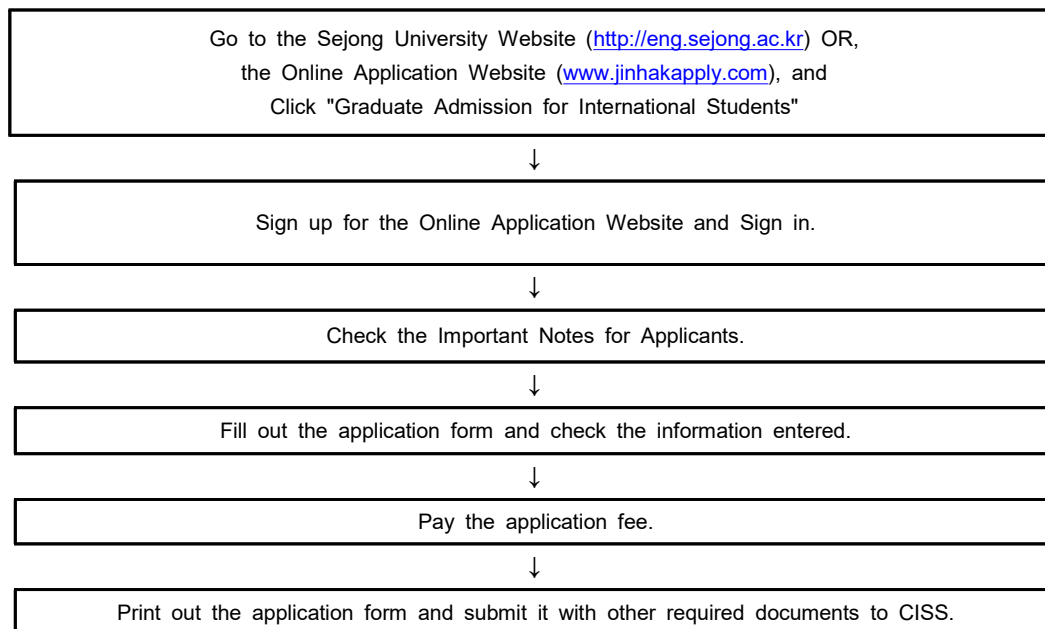 Go to the Sejong University Website (http://eng.sejong.ac.kr) OR,
the Online Application Website (www.jinhakapply.com), and
Click "Graduate Admission for International Students"
↓
Sign up for the Online Application Website and Sign in.
↓
Check the Important Notes for Applicants.
↓
Fill out the application form and check the information entered.
↓
Pay the application fee.
↓
Print out the application form and submit it with other required documents to CISS.